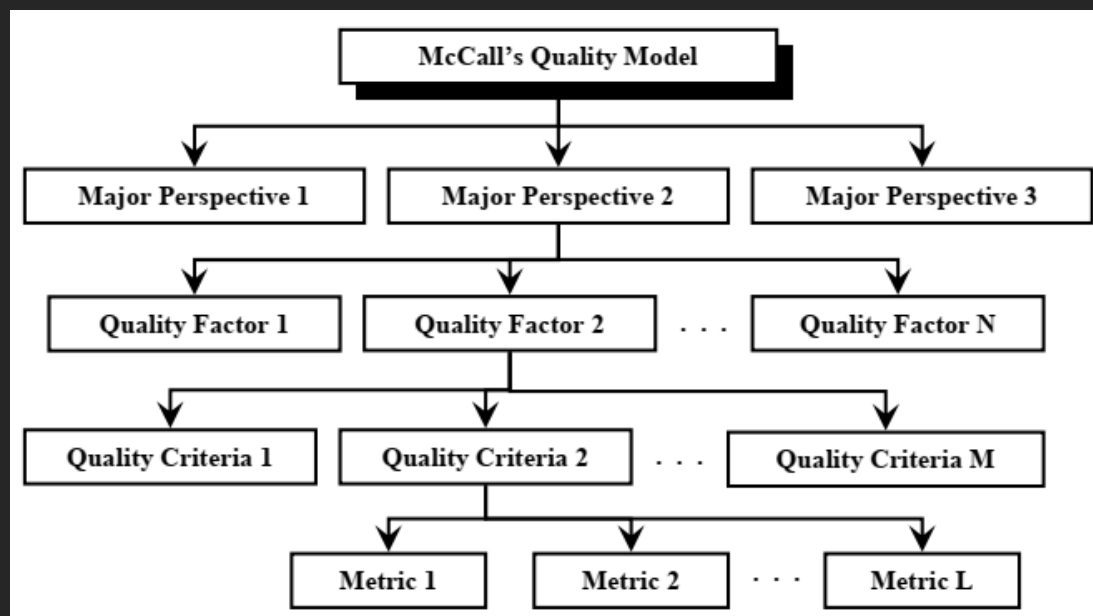 McCall’s Quality Model
Major Perspective 1
Major Perspective 2
Major Perspective 3
Quality Factor 1
Quality Factor 2
. . .
Quality Factor N
Quality Criteria 1
Quality Criteria 2
. . .
Quality Criteria M
Metric 1
Metric 2
. . .
Metric L